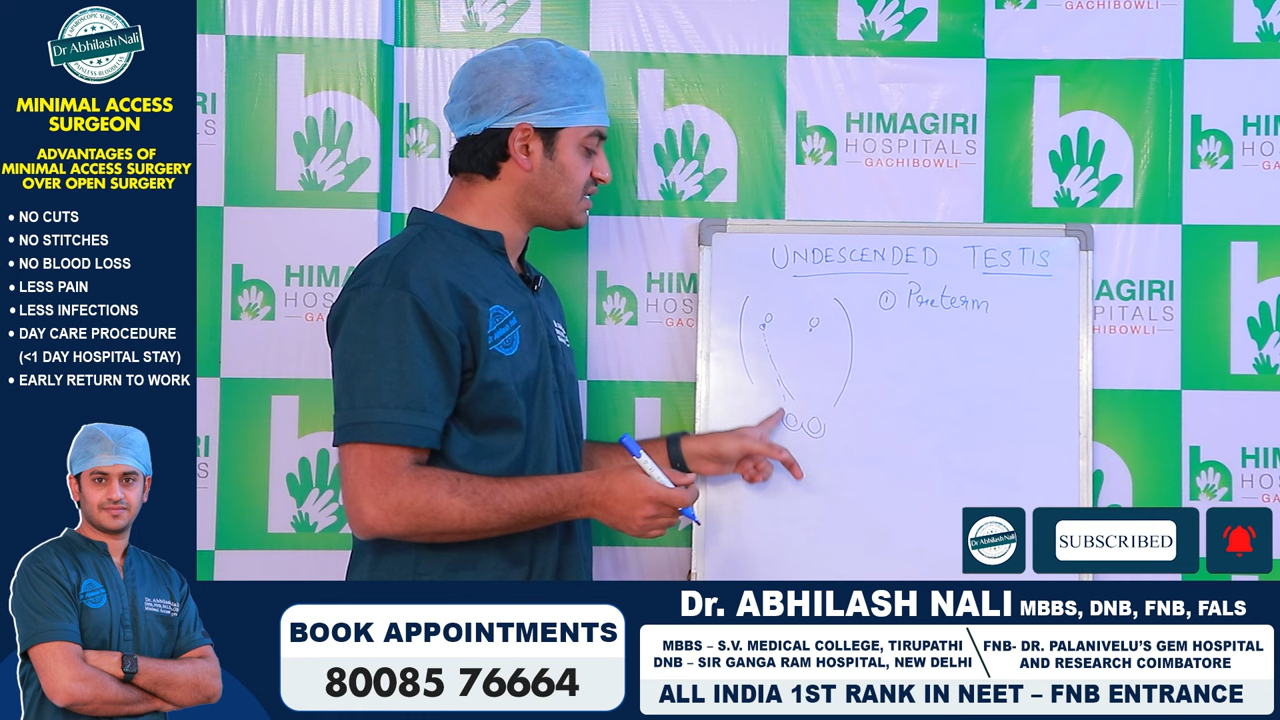 Dr Abhilash Nali
MINIMAL ACCESS
SURGEON
ADVANTAGES OF
MINIMAL ACCESS SURGERY
OVER OPEN SURGERY
• NO CUTS
• NO STITCHES
• NO BLOOD LOSS
• LESS PAIN
• LESS INFECTIONS
• DAY CARE PROCEDURE
(<1 DAY HOSPITAL STAY)
• EARLY RETURN TO WORK
GACHIBOWLI
HIMAGIRI
HOSPITALS
GACHIBOWLI
UNDESCENDED TESTIS
① Preterm
Dr Abhilash Nali
SUBSCRIBED
BOOK APPOINTMENTS
80085 76664
Dr. ABHILASH NALI MBBS, DNB, FNB, FALS
MBBS – S.V. MEDICAL COLLEGE, TIRUPATHI
DNB – SIR GANGA RAM HOSPITAL, NEW DELHI
FNB- DR. PALANIVELU'S GEM HOSPITAL
AND RESEARCH COIMBATORE
ALL INDIA 1ST RANK IN NEET – FNB ENTRANCE